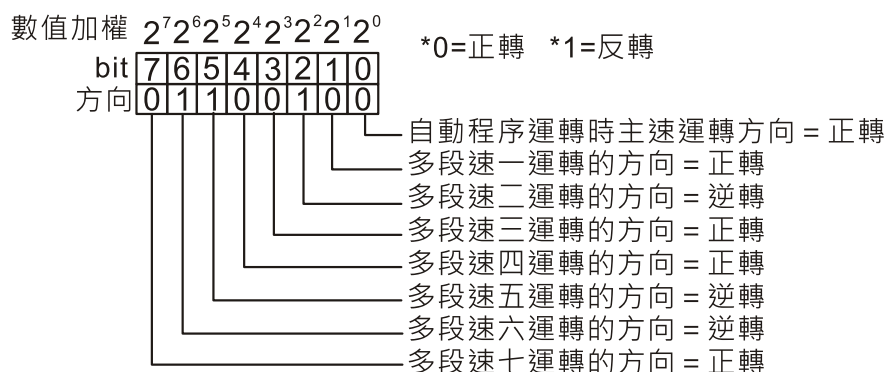 數值加權 2⁷2⁶2⁵2⁴2³2²2¹2⁰
*0=正轉 *1=反轉
bit 7 6 5 4 3 2 1 0
方向 0 1 1 0 0 1 0 0
自動程序運轉時主速運轉方向 = 正轉
多段速一運轉的方向 = 正轉
多段速二運轉的方向 = 逆轉
多段速三運轉的方向 = 正轉
多段速四運轉的方向 = 正轉
多段速五運轉的方向 = 逆轉
多段速六運轉的方向 = 逆轉
多段速七運轉的方向 = 正轉